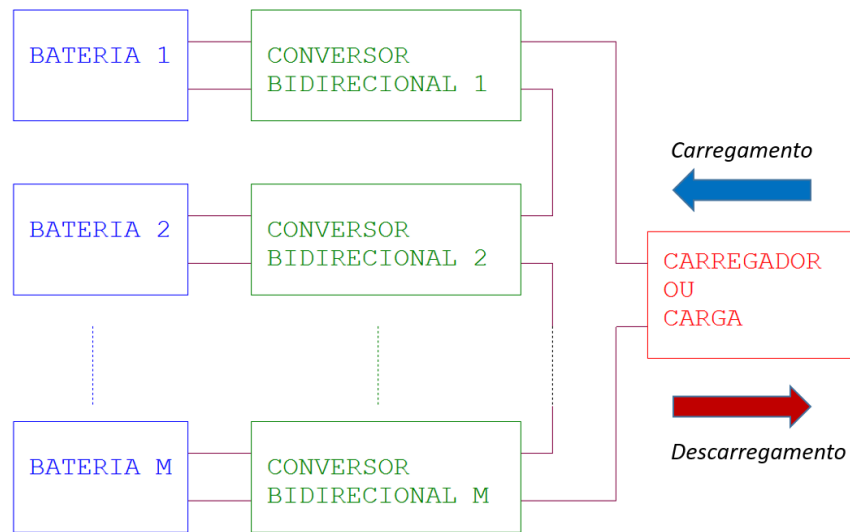 BATERIA 1
CONVERSOR
BIDIRECIONAL 1
Carregamento
BATERIA 2
CONVERSOR
BIDIRECIONAL 2
CARREGADOR
OU
CARGA
BATERIA M
CONVERSOR
BIDIRECIONAL M
Descarregamento